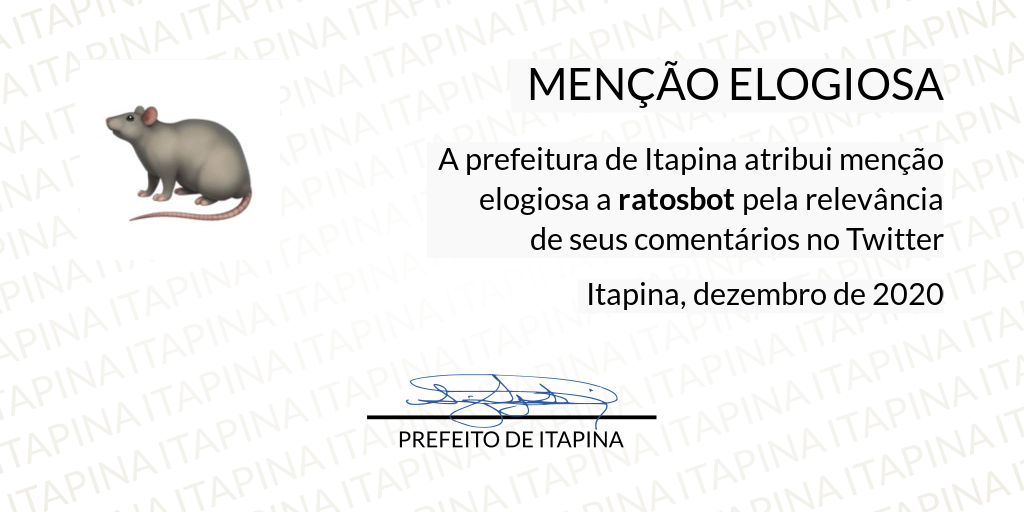 MENÇÃO ELOGIOSA
A prefeitura de Itapina atribui menção
elogiosa a ratosbot pela relevância
de seus comentários no Twitter
Itapina, dezembro de 2020
PREFEITO DE ITAPINA